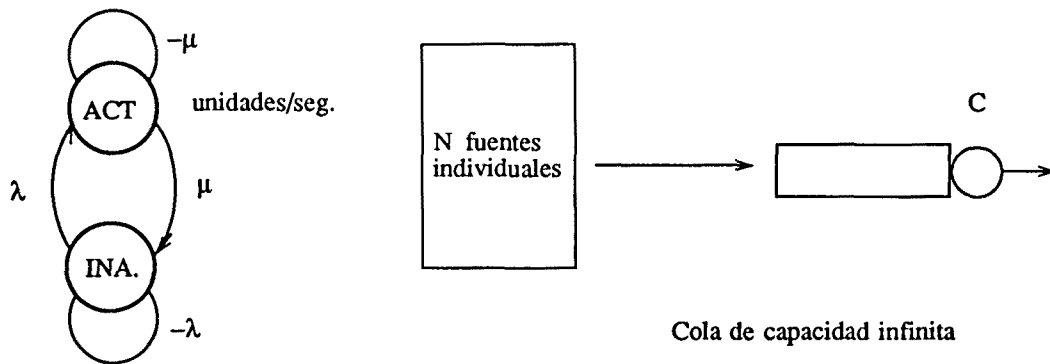 −μ
ACT
unidades/seg.
λ
μ
INA.
−λ
N fuentes
individuales
C
Cola de capacidad infinita